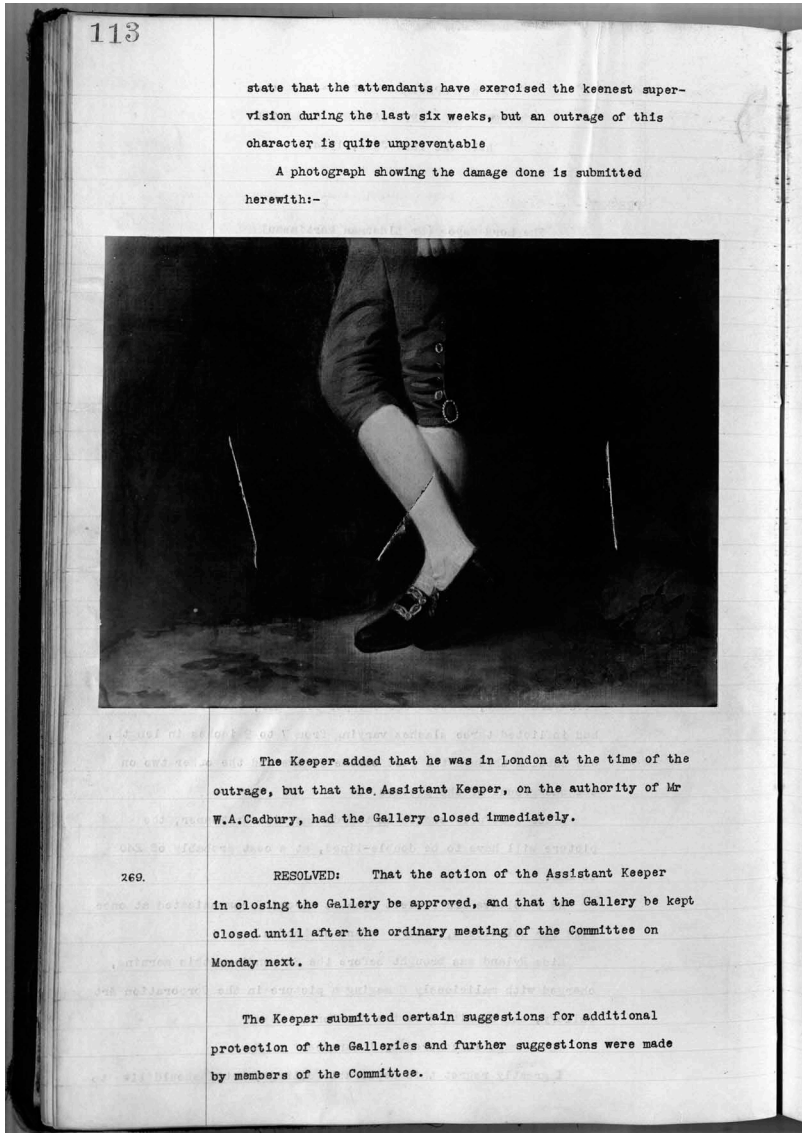 113
state that the attendants have exercised the keenest super-
vision during the last six weeks, but an outrage of this
character is quite unpreventable
A photograph showing the damage done is submitted
herewith:-
The Keeper added that he was in London at the time of the
outrage, but that the Assistant Keeper, on the authority of Mr
W.A.Cadbury, had the Gallery closed immediately.
269. RESOLVED: That the action of the Assistant Keeper
in closing the Gallery be approved, and that the Gallery be kept
closed until after the ordinary meeting of the Committee on
Monday next.
The Keeper submitted certain suggestions for additional
protection of the Galleries and further suggestions were made
by members of the Committee.